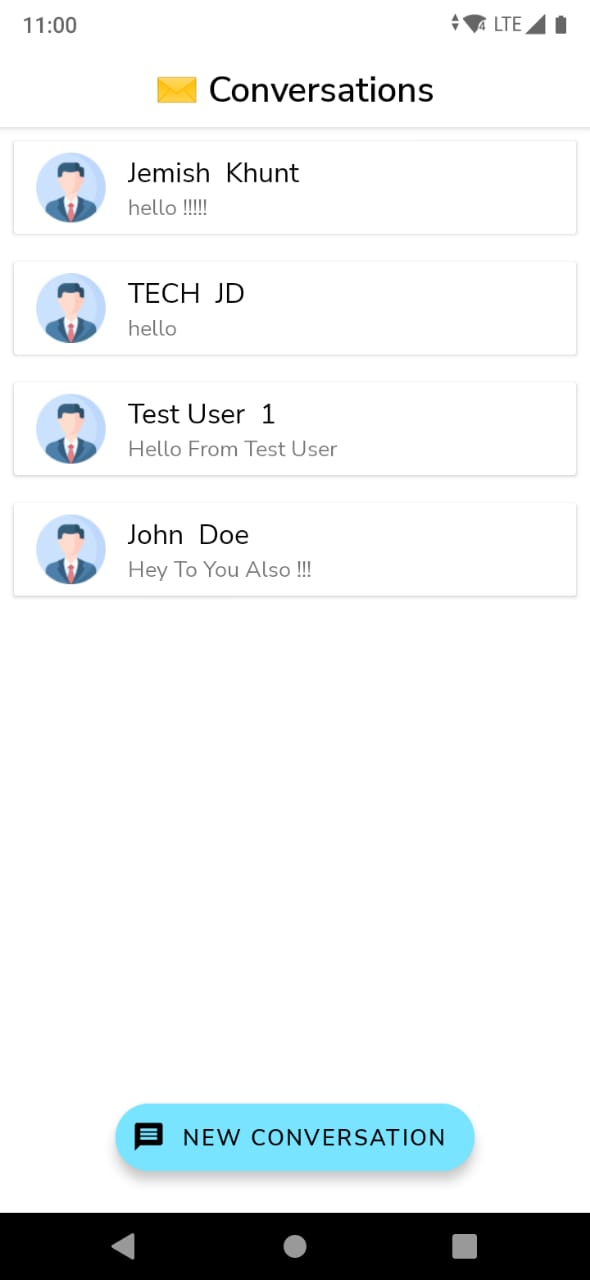 11:00
LTE
Conversations
Jemish Khunt
hello !!!!!
TECH JD
hello
Test User 1
Hello From Test User
John Doe
Hey To You Also !!!
NEW CONVERSATION